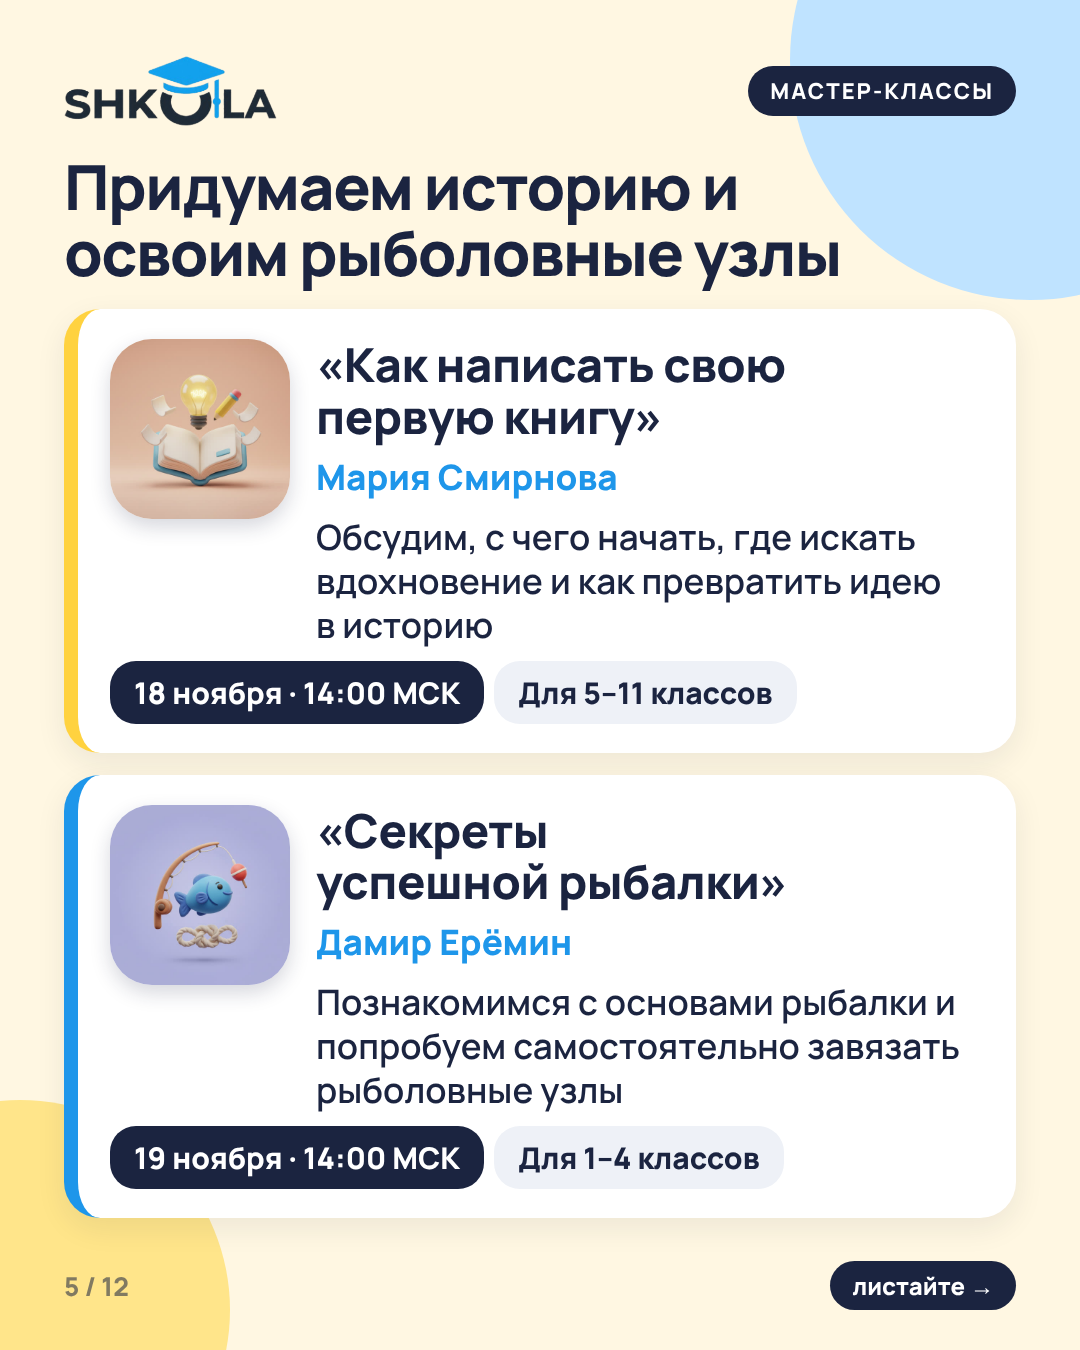 SHKOLA
МАСТЕР-КЛАССЫ
Придумаем историю и
освоим рыболовные узлы
«Как написать свою
первую книгу»
Мария Смирнова
Обсудим, с чего начать, где искать
вдохновение и как превратить идею
в историю
18 ноября · 14:00 МСК
Для 5–11 классов
«Секреты
успешной рыбалки»
Дамир Ерёмин
Познакомимся с основами рыбалки и
попробуем самостоятельно завязать
рыболовные узлы
19 ноября · 14:00 МСК
Для 1–4 классов
5 / 12
листайте →